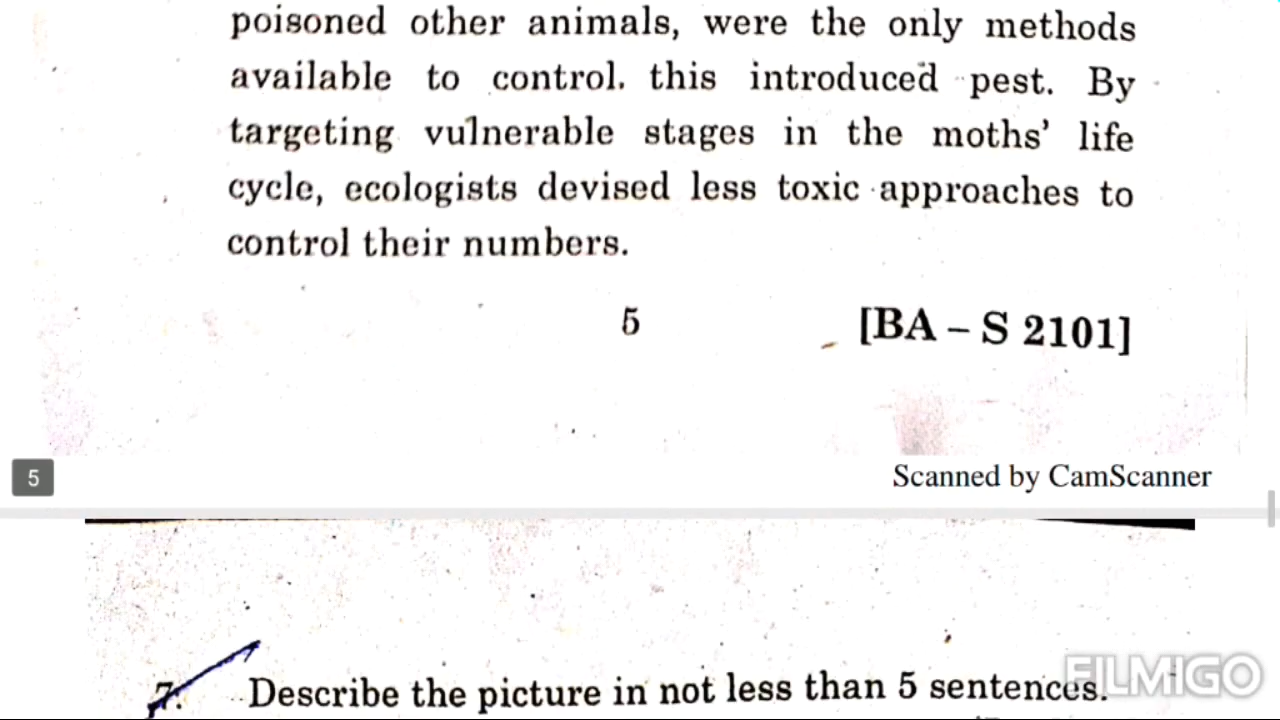 poisoned other animals, were the only methods
available to control. this introduced pest. By
targeting vulnerable stages in the moths' life
cycle, ecologists devised less toxic approaches to
control their numbers.
5 [BA – S 2101]
5 Scanned by CamScanner
7. Describe the picture in not less than 5 sentences.
FILMIGO